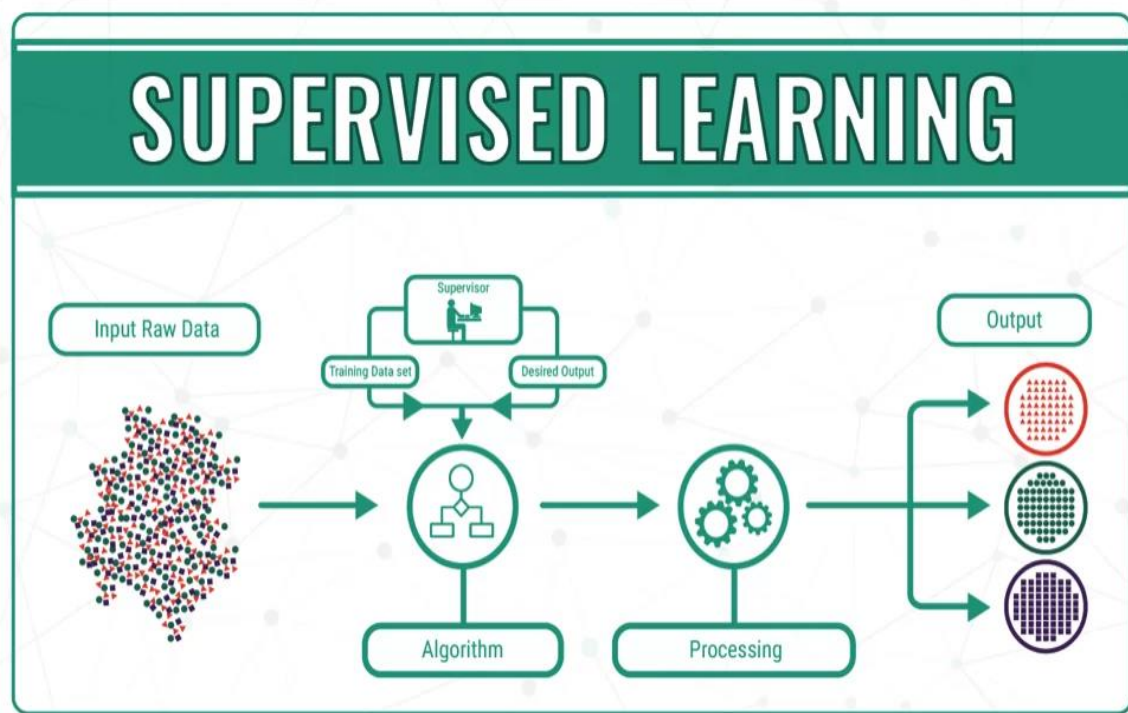 SUPERVISED LEARNING
Supervisor
Input Raw Data
Output
Training Data set
Desired Output
Algorithm
Processing